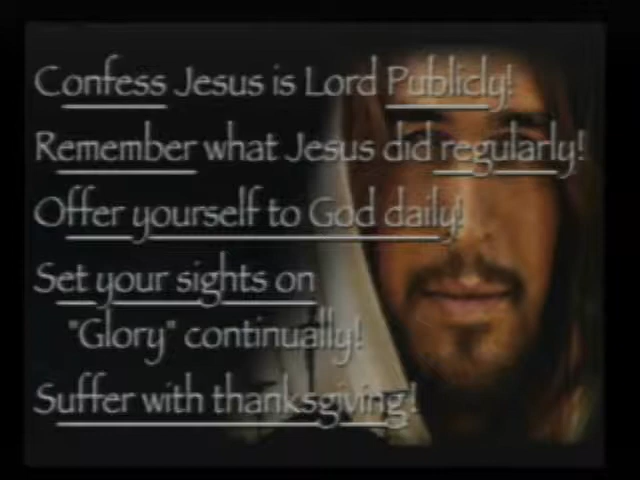 Confess Jesus is Lord Publicly!
Remember what Jesus did regularly!
Offer yourself to God daily!
Set your sights on
"Glory" continually!
Suffer with thanksgiving!